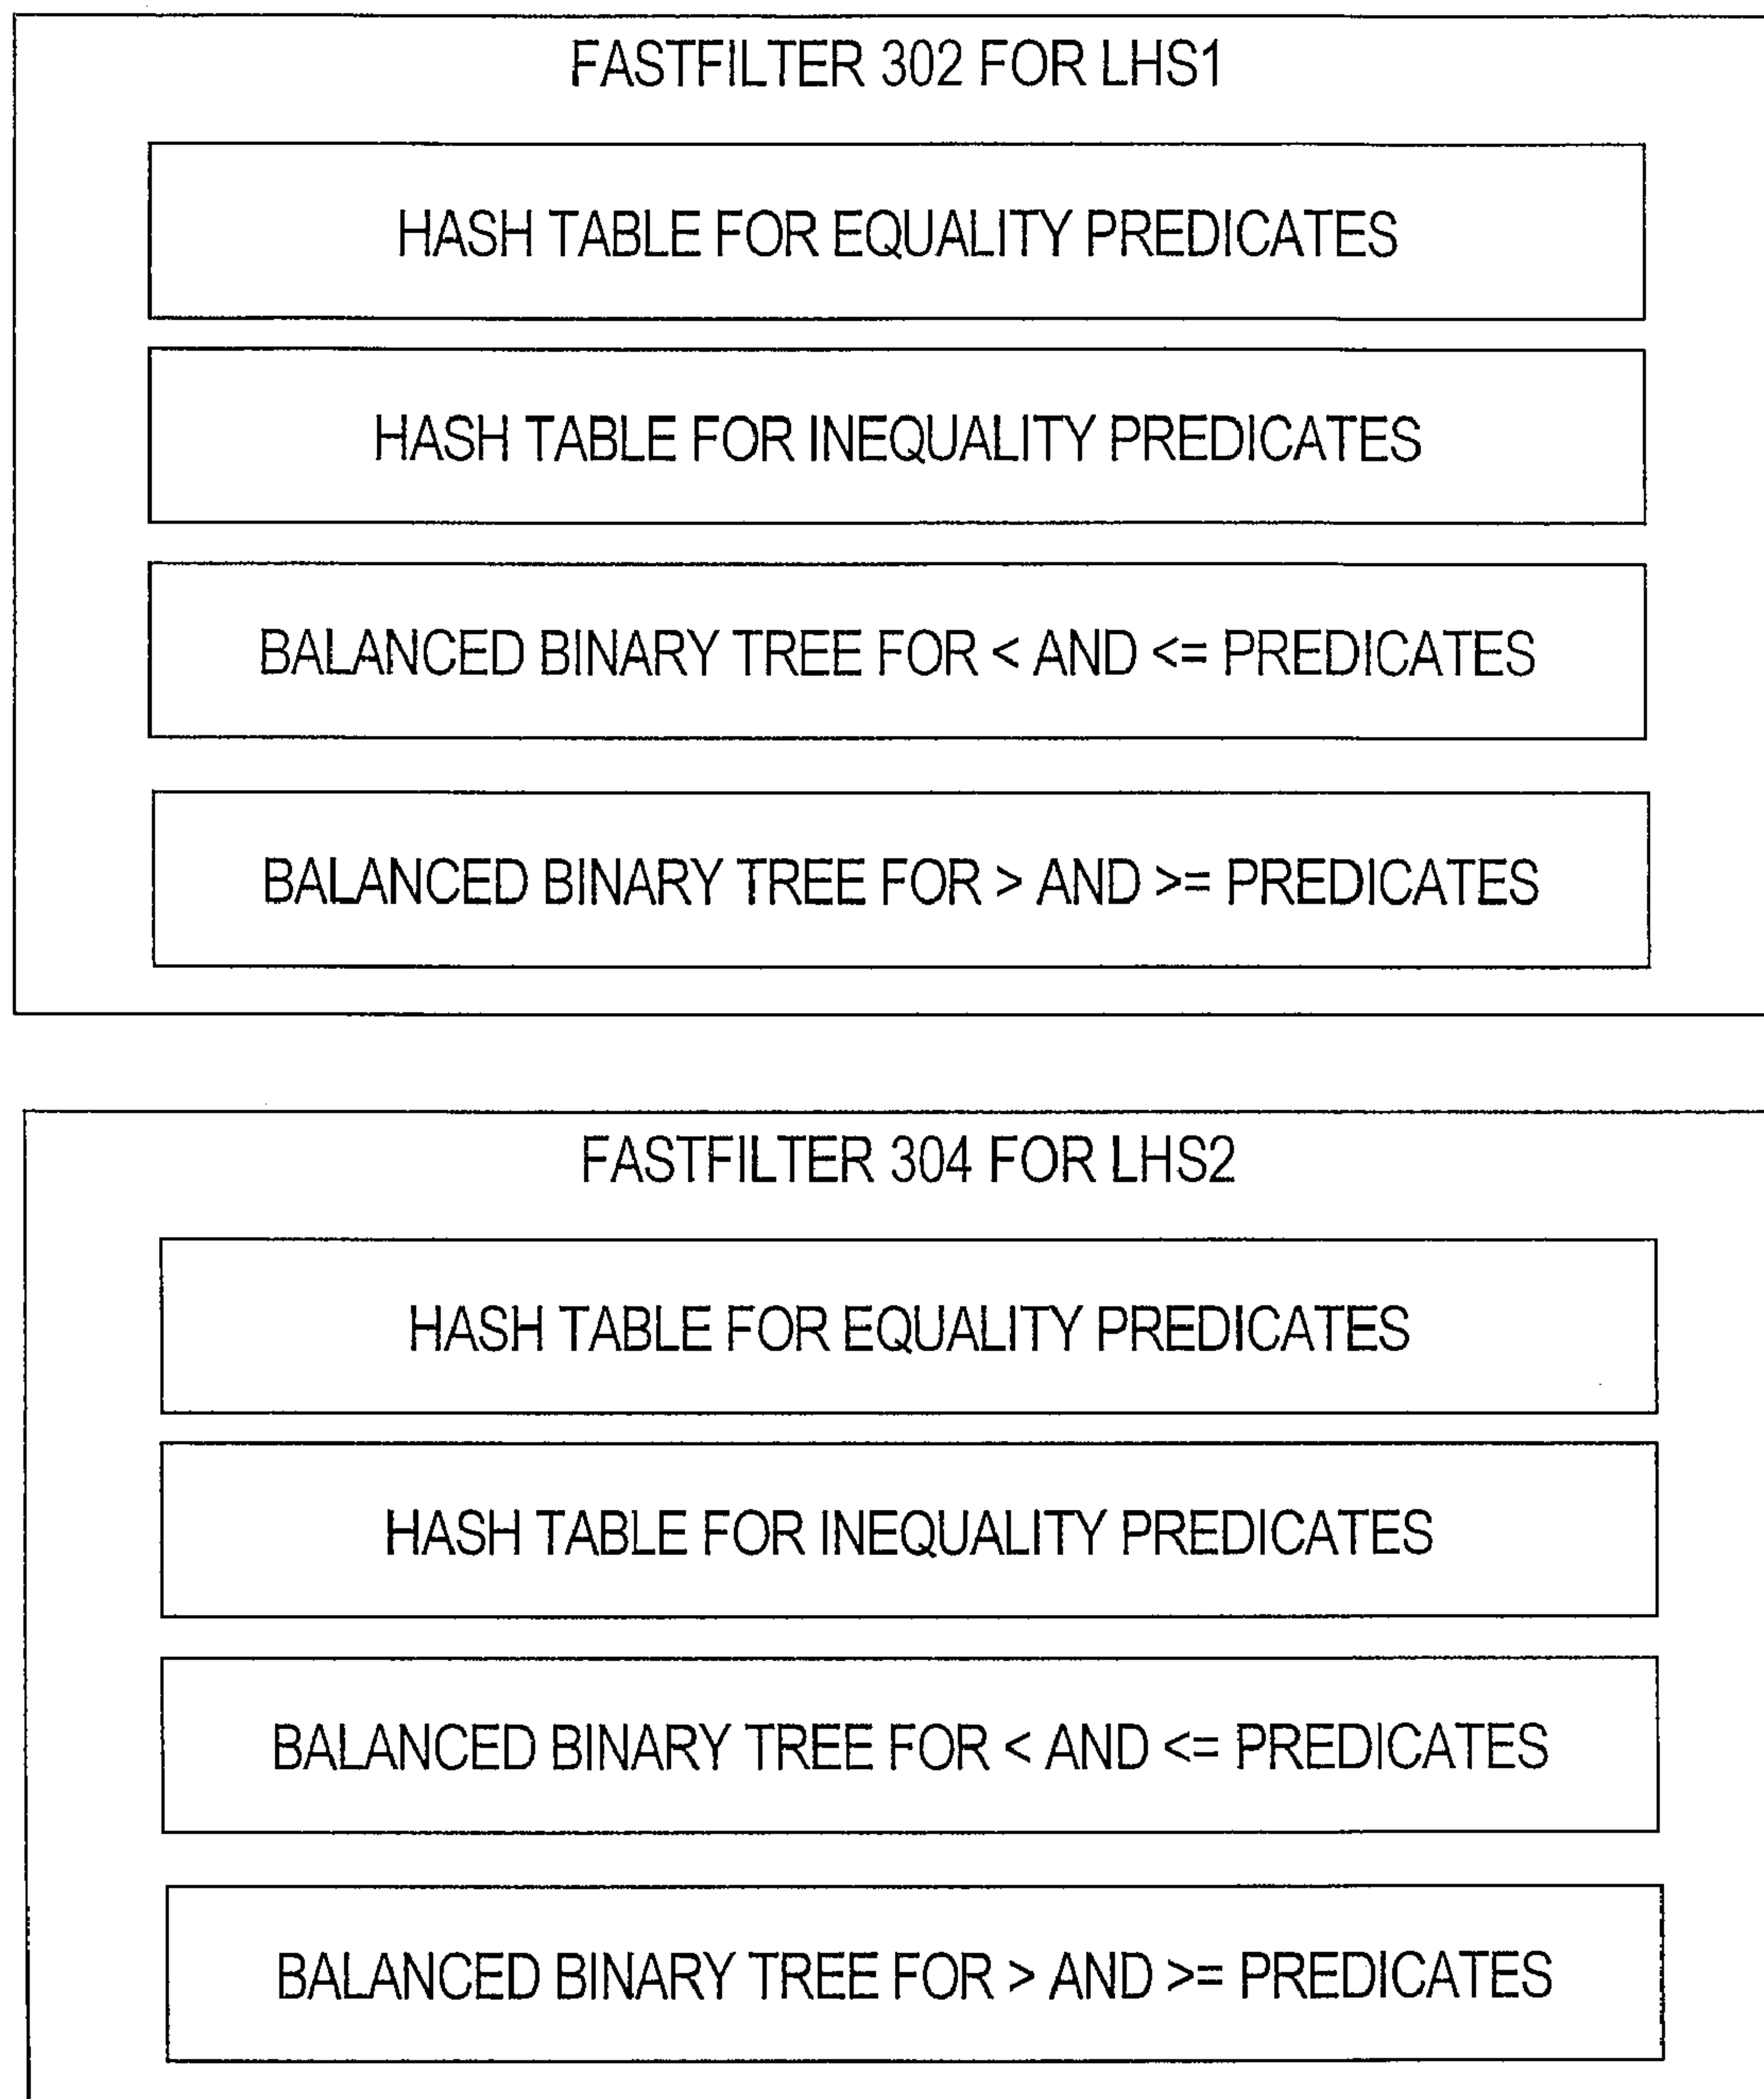 FASTFILTER 302 FOR LHS1
HASH TABLE FOR EQUALITY PREDICATES
HASH TABLE FOR INEQUALITY PREDICATES
BALANCED BINARY TREE FOR < AND <= PREDICATES
BALANCED BINARY TREE FOR > AND >= PREDICATES
FASTFILTER 304 FOR LHS2
HASH TABLE FOR EQUALITY PREDICATES
HASH TABLE FOR INEQUALITY PREDICATES
BALANCED BINARY TREE FOR < AND <= PREDICATES
BALANCED BINARY TREE FOR > AND >= PREDICATES